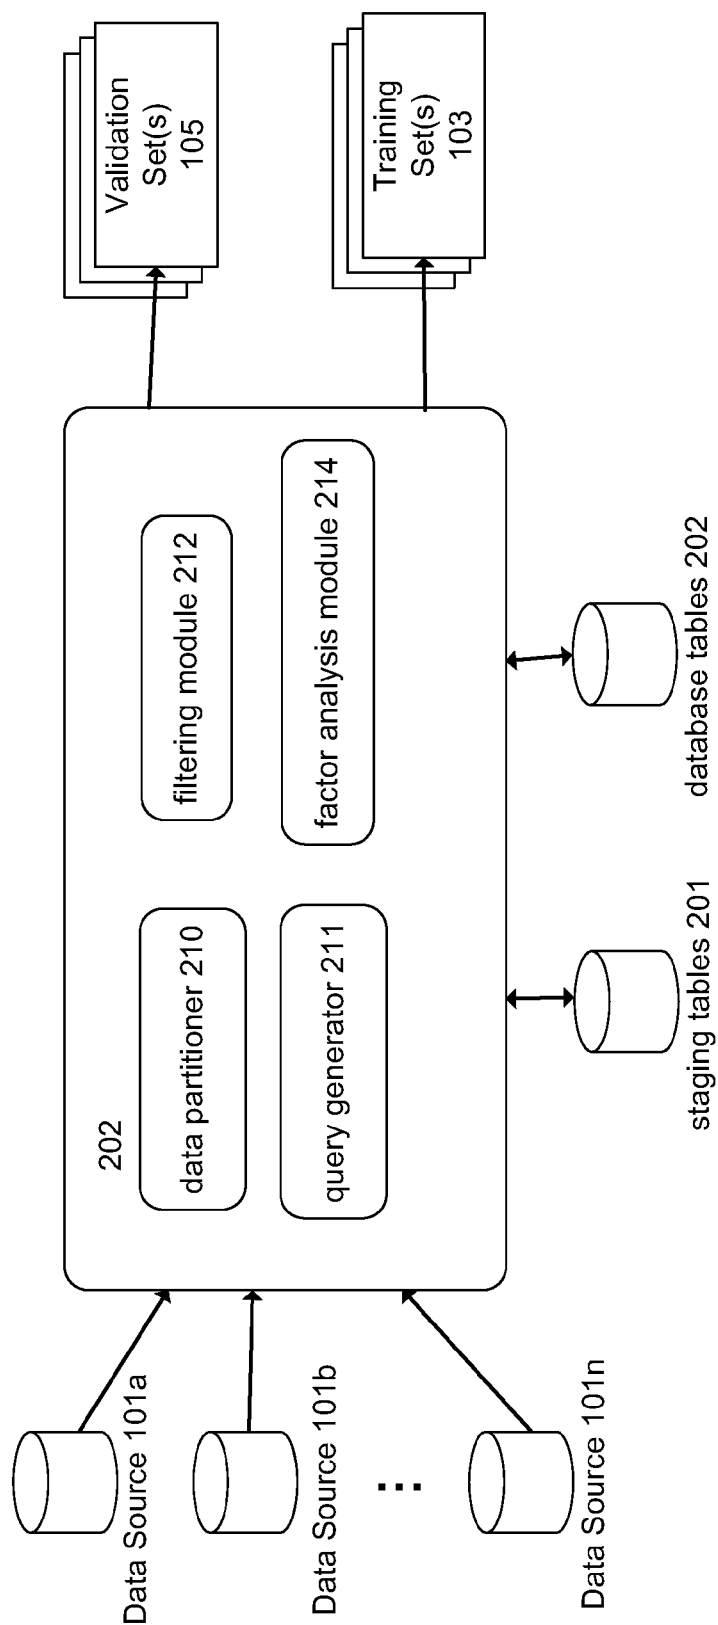 Data Source 101a
Data Source 101b
...
Data Source 101n
202
data partitioner 210
filtering module 212
query generator 211
factor analysis module 214
staging tables 201
database tables 202
Validation
Set(s)
105
Training
Set(s)
103